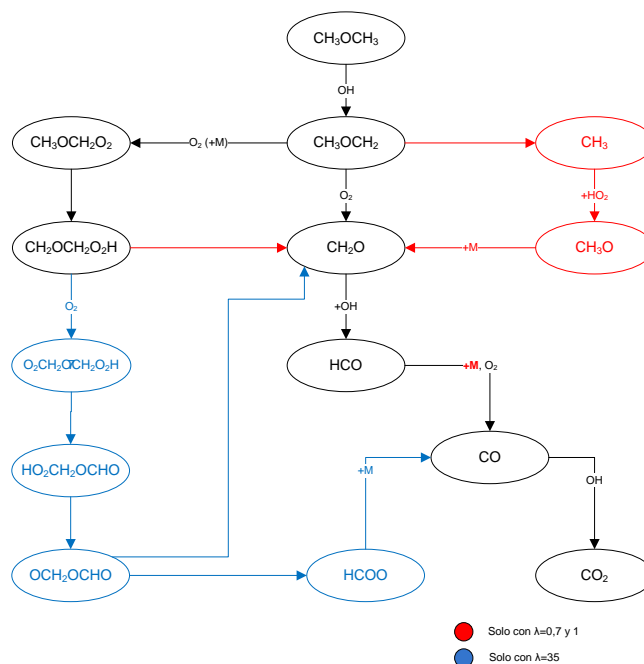 CH₃OCH₃
OH
CH₃OCH₂O₂
O₂ (+M)
CH₃OCH₂
CH₃
O₂
+HO₂
CH₂OCH₂O₂H
CH₂O
+M
CH₃O
O₂
+OH
HCO
+M, O₂
HO₂CH₂OCHO
+M
CO
OH
OCH₂OCHO
HCOO
CO₂
Solo con λ=0,7 y 1
Solo con λ=35